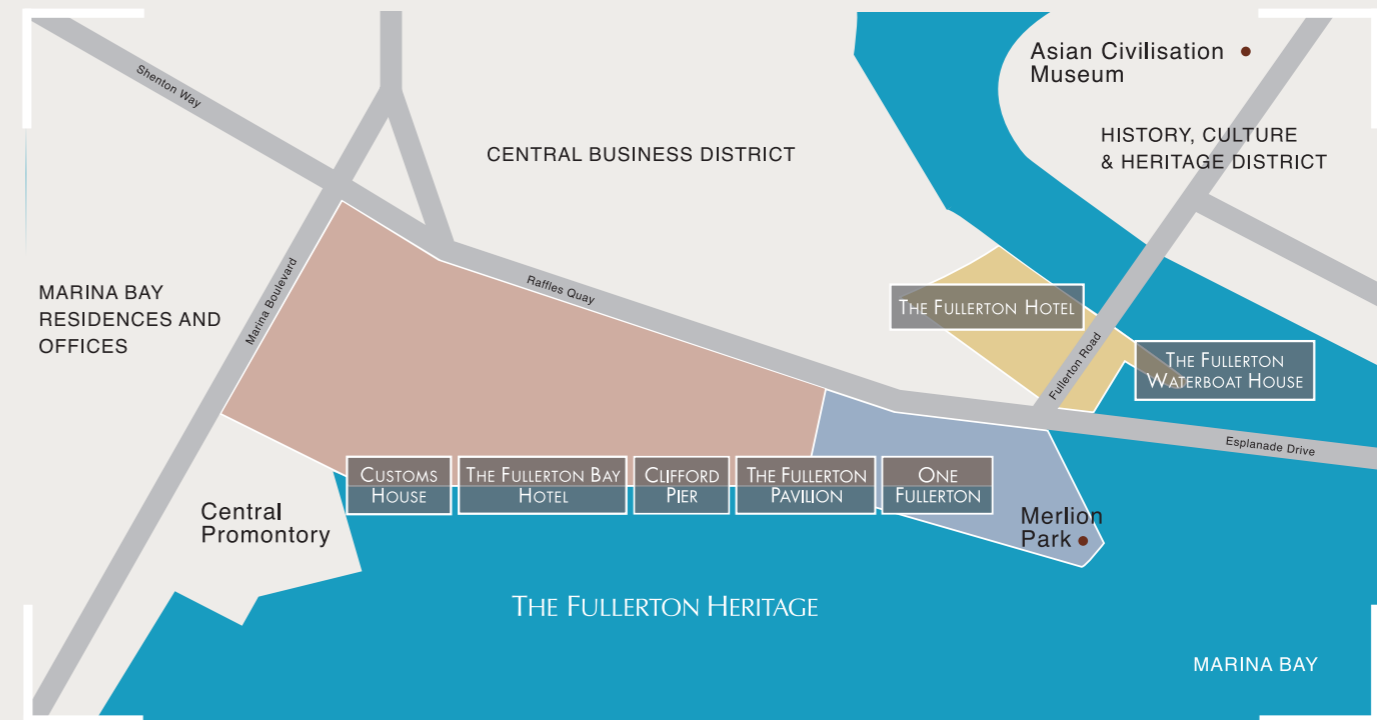 Asian Civilisation
Museum
Shenton Way
HISTORY, CULTURE
& HERITAGE DISTRICT
CENTRAL BUSINESS DISTRICT
MARINA BAY
RESIDENCES AND
OFFICES
Marina Boulevard
Raffles Quay
THE FULLERTON HOTEL
Fullerton Road
THE FULLERTON
WATERBOAT HOUSE
Esplanade Drive
CUSTOMS
HOUSE
THE FULLERTON BAY
HOTEL
CLIFFORD
PIER
THE FULLERTON
PAVILION
ONE
FULLERTON
Central
Promontory
Merlion
Park
THE FULLERTON HERITAGE
MARINA BAY